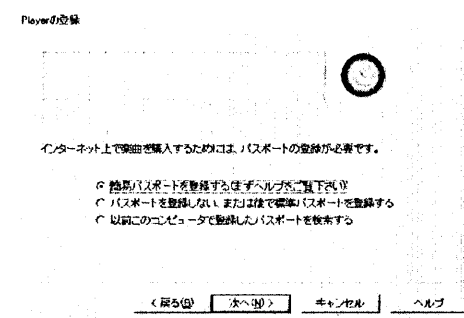 Playerの登録
インターネット上で楽曲を購入するためには、パスポートの登録が必要です。
簡易パスポートを登録する(まずヘルプをご覧下さい)
パスポートを登録しない、または後で標準パスポートを登録する
以前このコンピュータで登録したパスポートを検索する
< 戻る(B)
次へ(N) >
キャンセル
ヘルプ